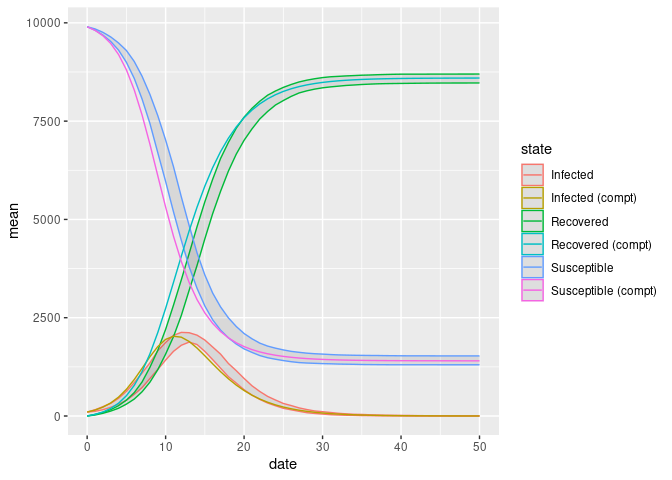 10000
7500
5000
2500
0
mean
0 10 20 30 40 50
date
state
Infected
Infected (compt)
Recovered
Recovered (compt)
Susceptible
Susceptible (compt)